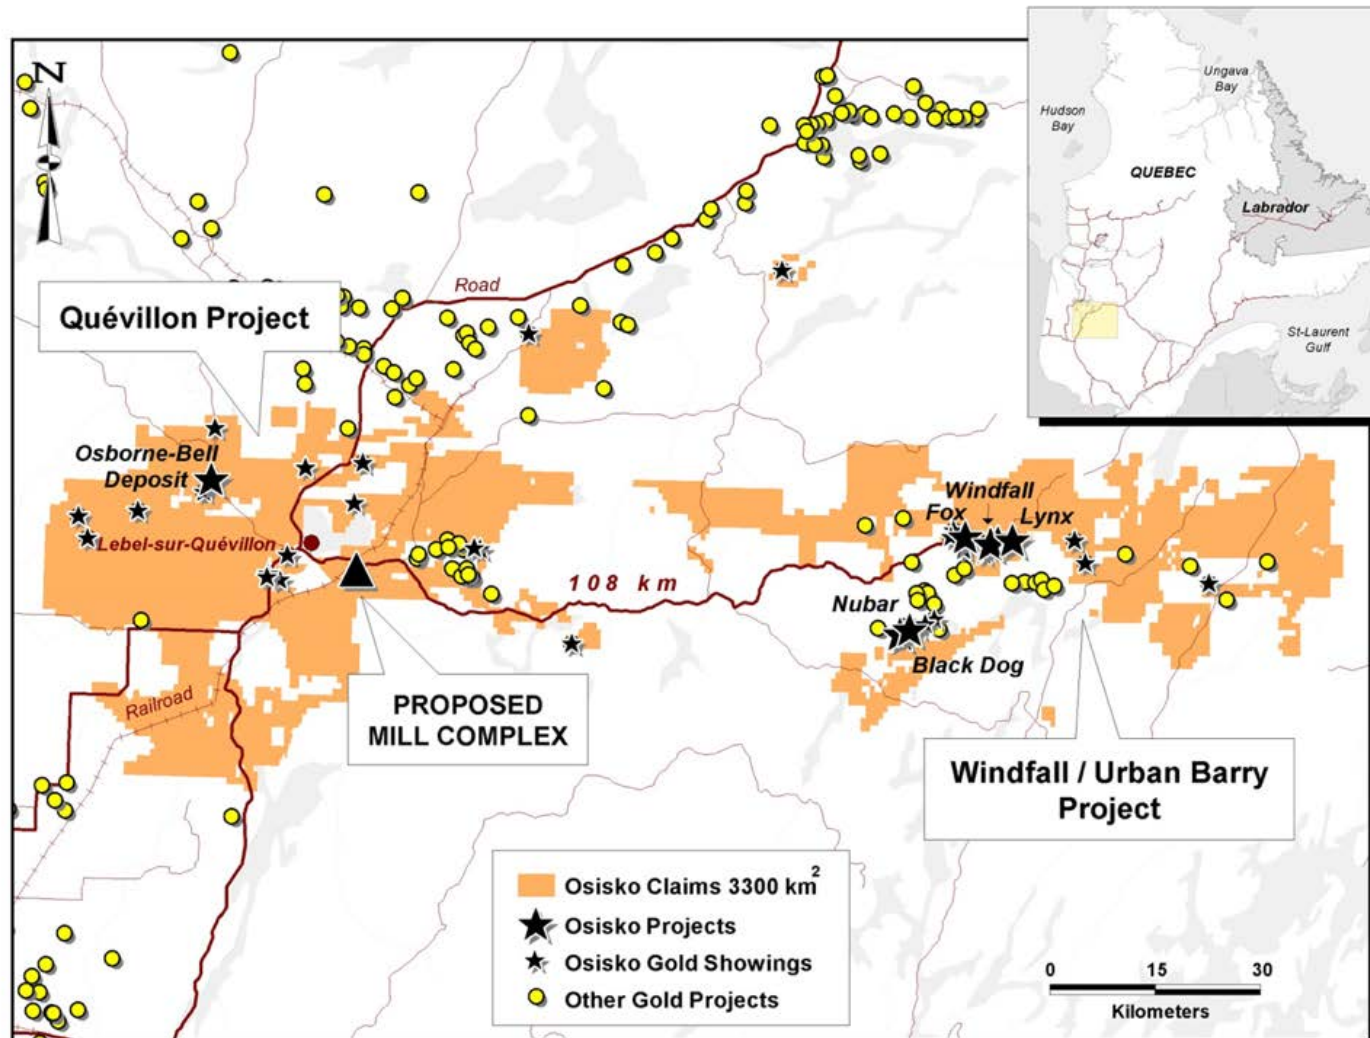 N
Hudson
Bay
Ungava
Bay
QUEBEC
Labrador
St-Laurent
Gulf
Road
Quévillon Project
Osborne-Bell
Deposit
Lebel-sur-Quévillon
Windfall
Fox
Lynx
108 km
Nubar
Black Dog
Railroad
PROPOSED
MILL COMPLEX
Windfall / Urban Barry
Project
Osisko Claims 3300 km²
Osisko Projects
Osisko Gold Showings
Other Gold Projects
0 15 30
Kilometers